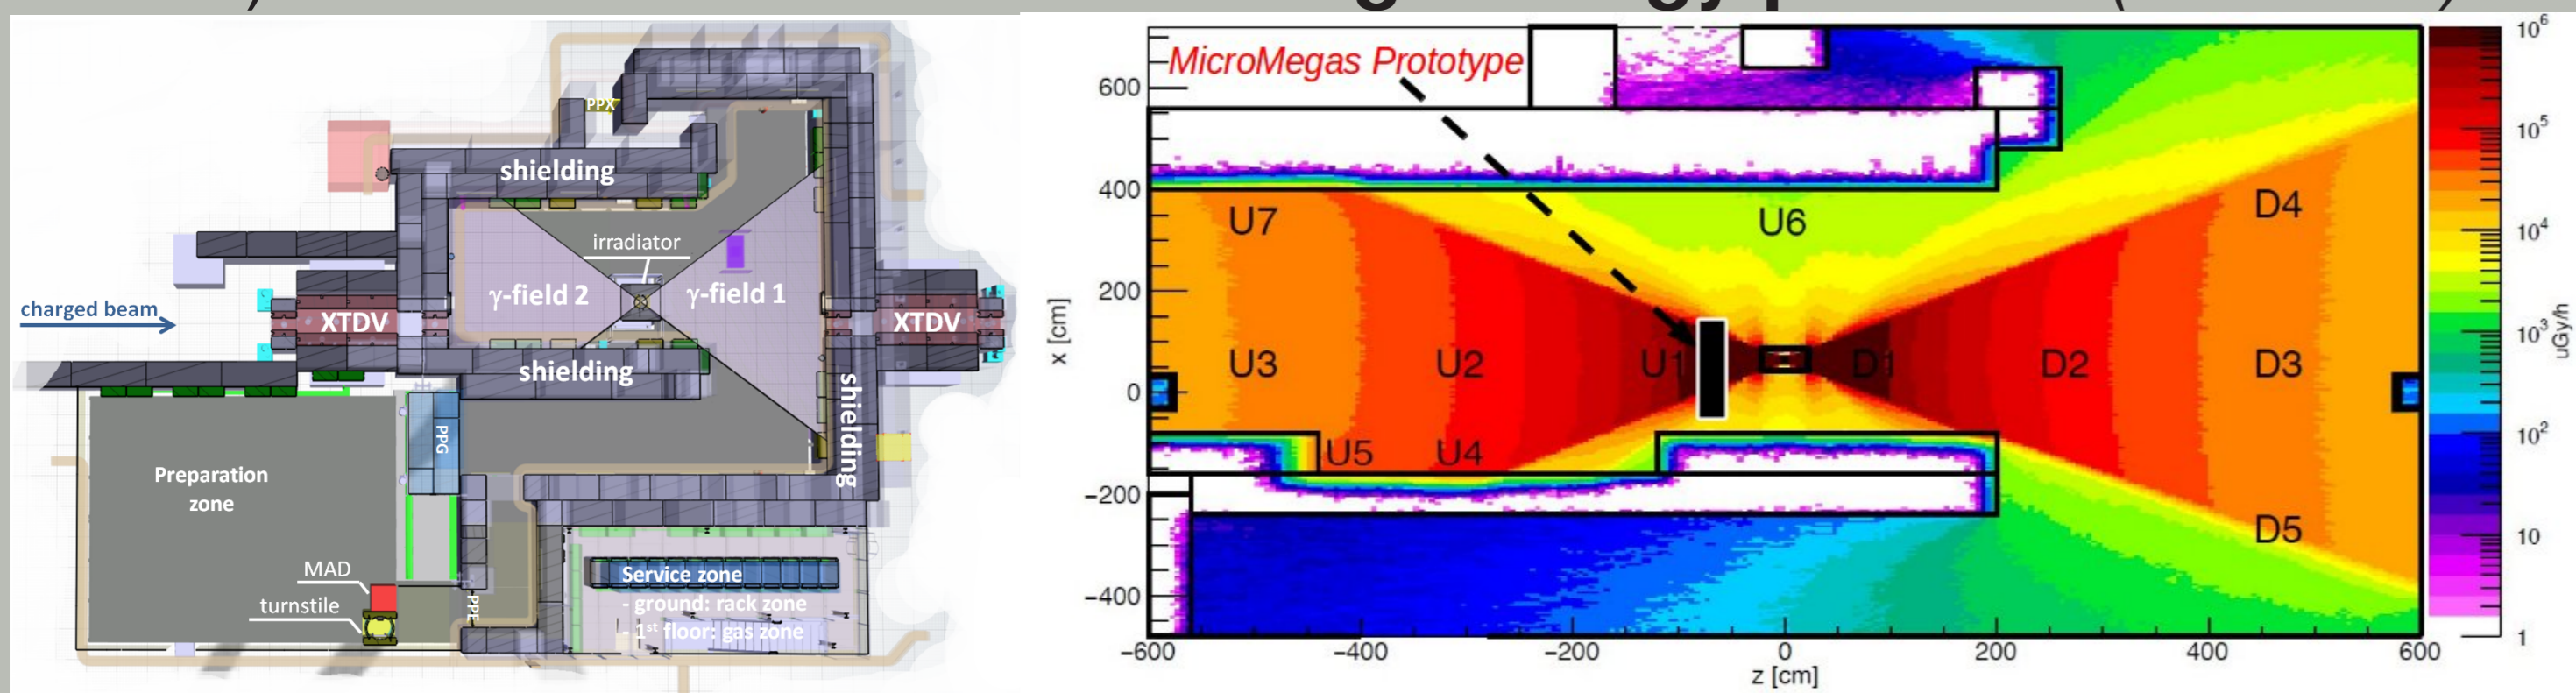 PPX
shielding
irradiator
γ-field 2
γ-field 1
charged beam
XTDV
XTDV
shielding
shielding
PPG
Preparation
zone
MAD
turnstile
PPE
Service zone
- ground: rack zone
- 1st floor: gas zone
MicroMegas Prototype
U7
U6
D4
U3
U2
U1
D1
D2
D3
U5
U4
D5
x [cm]
600
400
200
0
−200
−400
−600
−400
−200
0
200
400
600
z [cm]
10^6
10^5
10^4
10^3
10^2
10
1
uGy/h